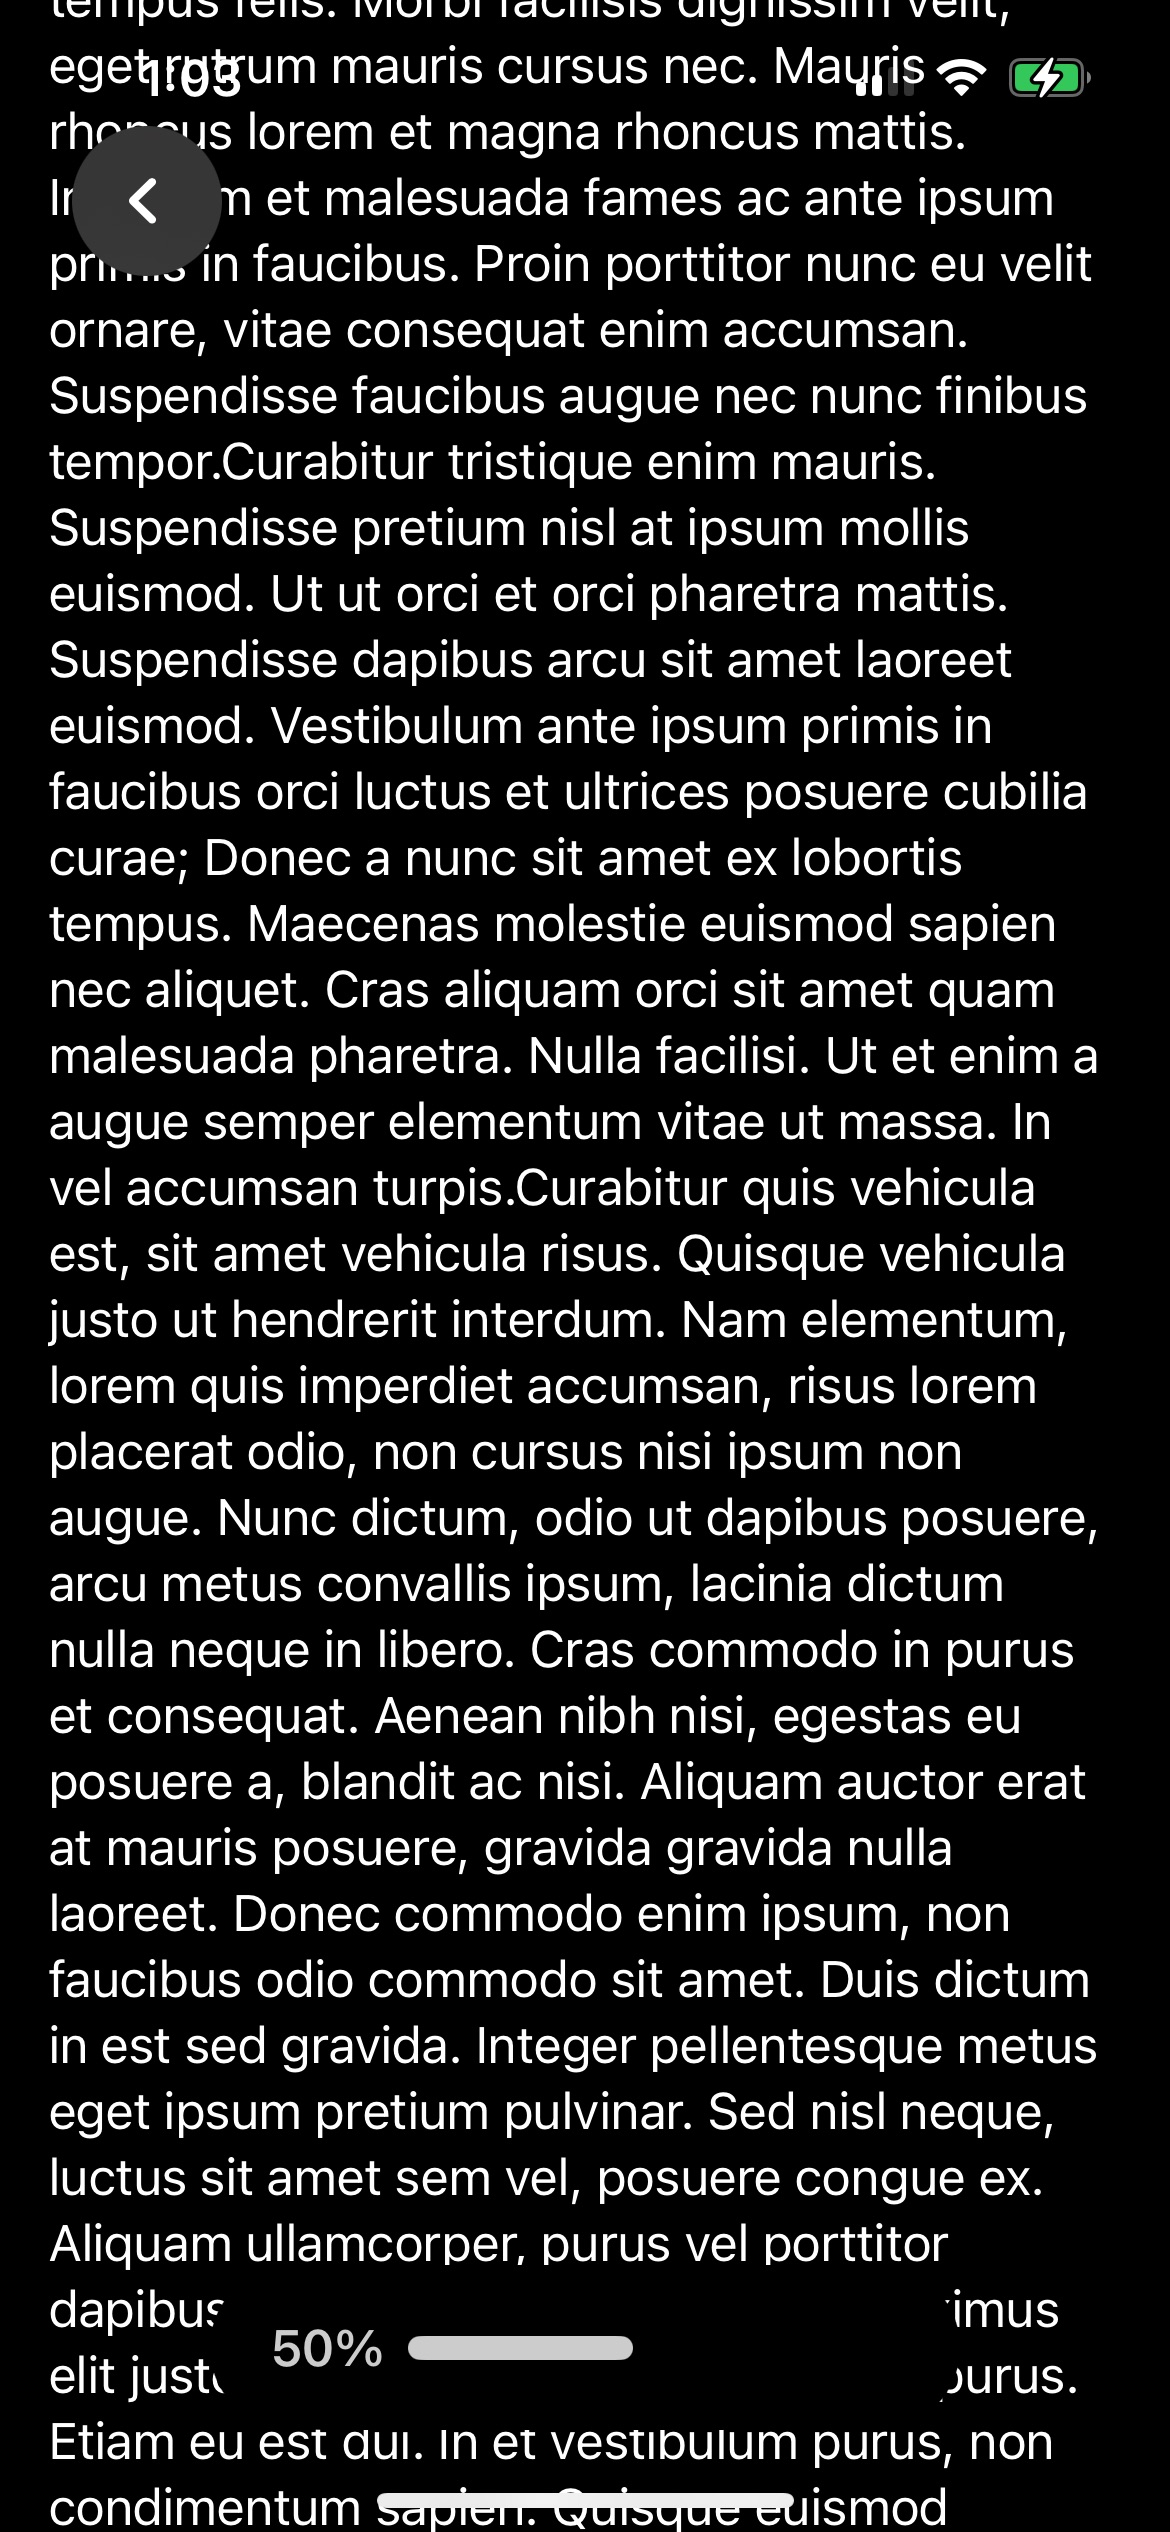 tempus felis. Morbi facilisis dignissim velit,
eget rutrum mauris cursus nec. Mauris
1:03
rhoncus lorem et magna rhoncus mattis.
et malesuada fames ac ante ipsum
primis in faucibus. Proin porttitor nunc eu velit
ornare, vitae consequat enim accumsan.
Suspendisse faucibus augue nec nunc finibus
tempor.Curabitur tristique enim mauris.
Suspendisse pretium nisl at ipsum mollis
euismod. Ut ut orci et orci pharetra mattis.
Suspendisse dapibus arcu sit amet laoreet
euismod. Vestibulum ante ipsum primis in
faucibus orci luctus et ultrices posuere cubilia
curae; Donec a nunc sit amet ex lobortis
tempus. Maecenas molestie euismod sapien
nec aliquet. Cras aliquam orci sit amet quam
malesuada pharetra. Nulla facilisi. Ut et enim a
augue semper elementum vitae ut massa. In
vel accumsan turpis.Curabitur quis vehicula
est, sit amet vehicula risus. Quisque vehicula
justo ut hendrerit interdum. Nam elementum,
lorem quis imperdiet accumsan, risus lorem
placerat odio, non cursus nisi ipsum non
augue. Nunc dictum, odio ut dapibus posuere,
arcu metus convallis ipsum, lacinia dictum
nulla neque in libero. Cras commodo in purus
et consequat. Aenean nibh nisi, egestas eu
posuere a, blandit ac nisi. Aliquam auctor erat
at mauris posuere, gravida gravida nulla
laoreet. Donec commodo enim ipsum, non
faucibus odio commodo sit amet. Duis dictum
in est sed gravida. Integer pellentesque metus
eget ipsum pretium pulvinar. Sed nisl neque,
luctus sit amet sem vel, posuere congue ex.
Aliquam ullamcorper, purus vel porttitor
dapibus
50%
elit justo purus.
Etiam eu est dui. In et vestibulum purus, non
condimentum sapien. Quisque euismod